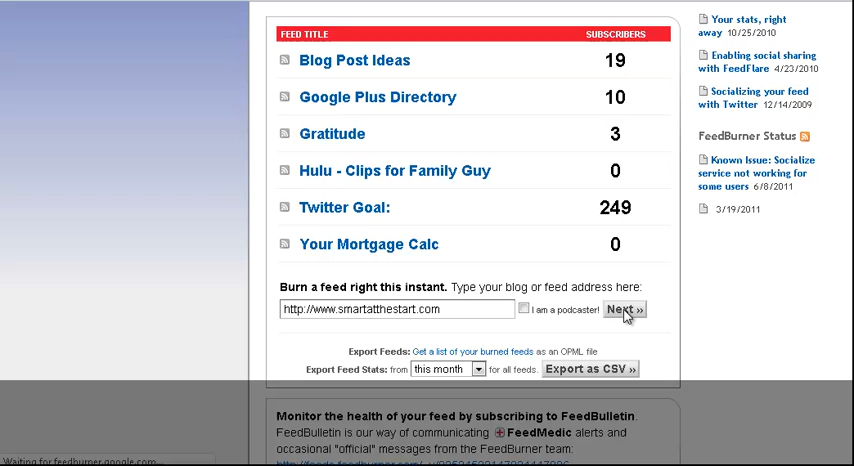 FEED TITLE SUBSCRIBERS
Blog Post Ideas 19
Google Plus Directory 10
Gratitude 3
Hulu - Clips for Family Guy 0
Twitter Goal: 249
Your Mortgage Calc 0
Burn a feed right this instant. Type your blog or feed address here:
http://www.smartatthestart.com I am a podcaster! Next »
Export Feeds: Get a list of your burned feeds as an OPML file
Export Feed Stats: from this month for all feeds. Export as CSV »
Monitor the health of your feed by subscribing to FeedBulletin.
FeedBulletin is our way of communicating FeedMedic alerts and
occasional "official" messages from the FeedBurner team:
Your stats, right
away 10/25/2010
Enabling social sharing
with FeedFlare 4/23/2010
Socializing your feed
with Twitter 12/14/2009
FeedBurner Status
Known Issue: Socialize
service not working for
some users 6/8/2011
3/19/2011
Waiting for feedburner.google.com...